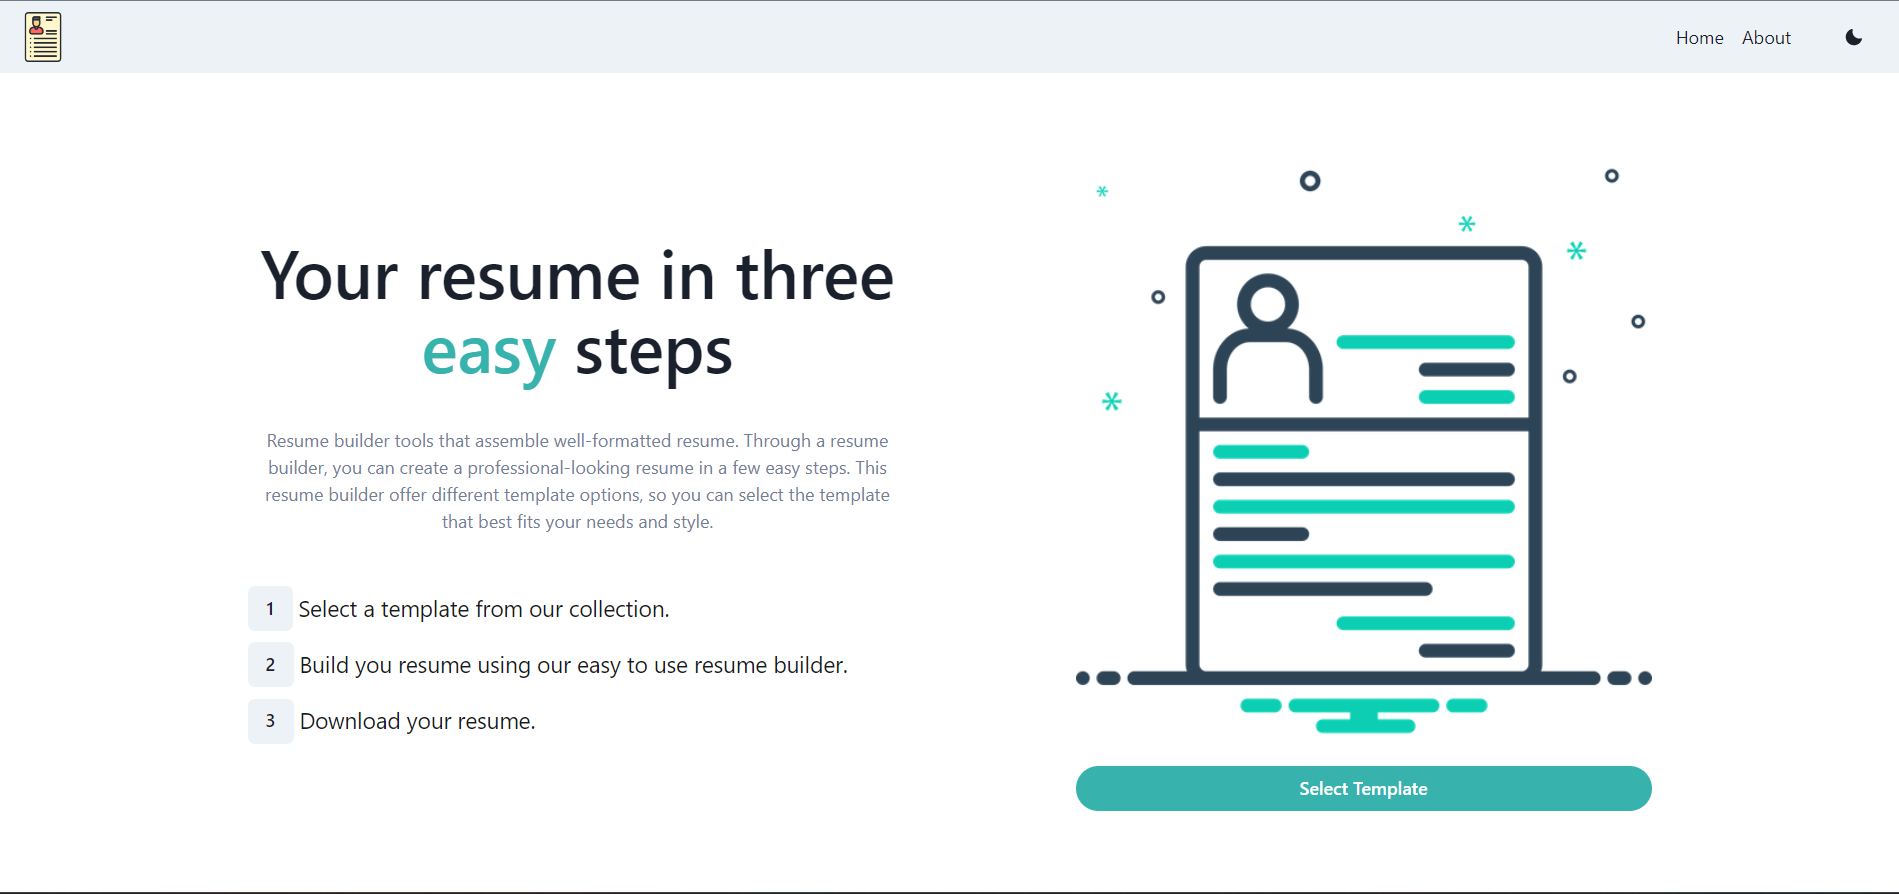 Home About
Your resume in three
easy steps
Resume builder tools that assemble well-formatted resume. Through a resume
builder, you can create a professional-looking resume in a few easy steps. This
resume builder offer different template options, so you can select the template
that best fits your needs and style.
1 Select a template from our collection.
2 Build you resume using our easy to use resume builder.
3 Download your resume.
Select Template